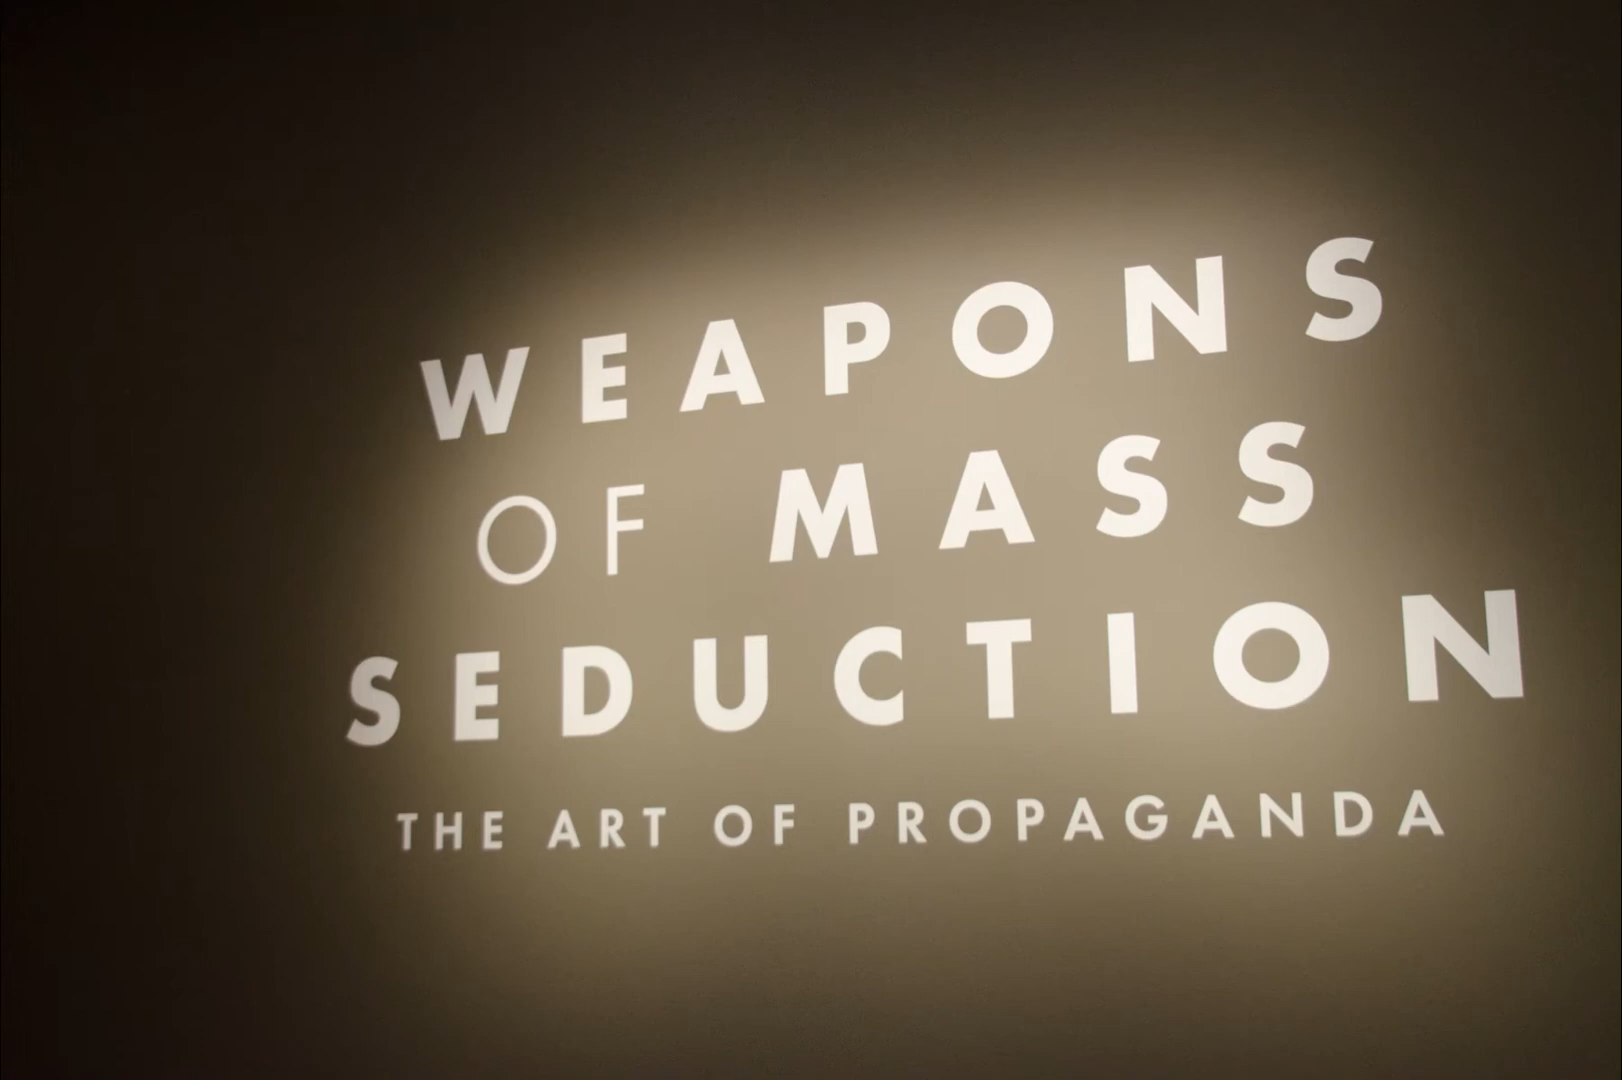 WEAPONS
OF MASS
SEDUCTION
THE ART OF PROPAGANDA